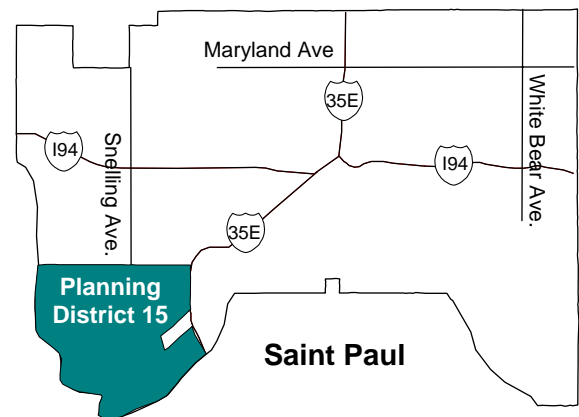 Maryland Ave
35E
White Bear Ave.
Snelling Ave.
I94
I94
35E
Planning
District 15
Saint Paul